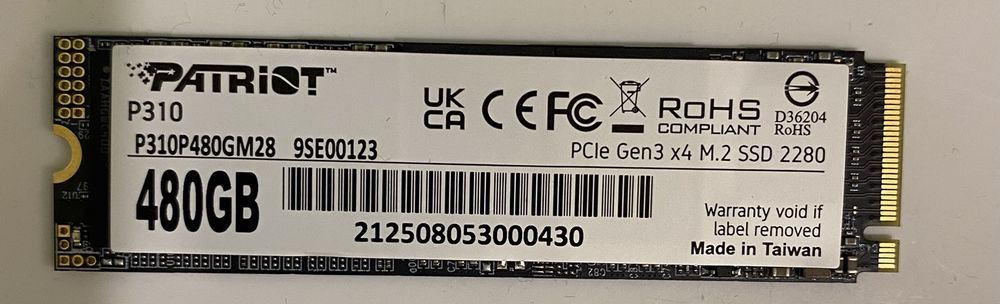 PATRIOT™
P310
P310P480GM28 9SE00123
480GB
212508053000430
UK
CA
CE FC
RoHS
COMPLIANT
D36204
RoHS
PCIe Gen3 x4 M.2 SSD 2280
Warranty void if
label removed
Made in Taiwan
C82